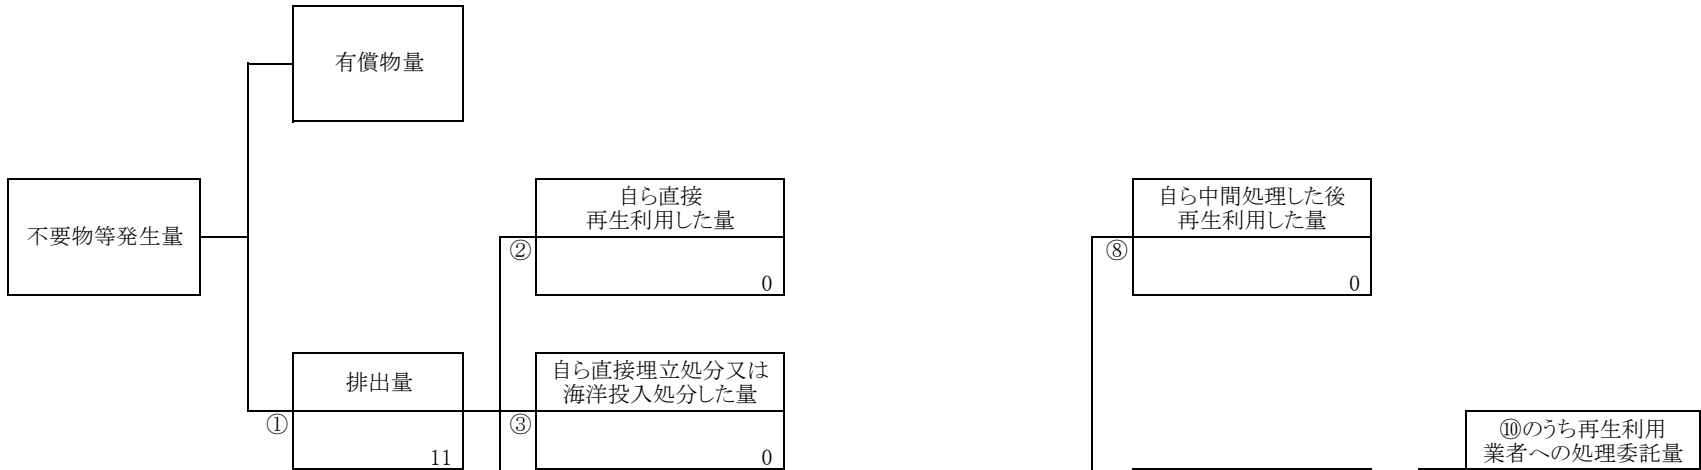 有償物量
不要物等発生量
自ら直接
再生利用した量
②
0
自ら中間処理した後
再生利用した量
⑧
0
排出量
①
11
自ら直接埋立処分又は
海洋投入処分した量
③
0
⑩のうち再生利用
業者への処理委託量